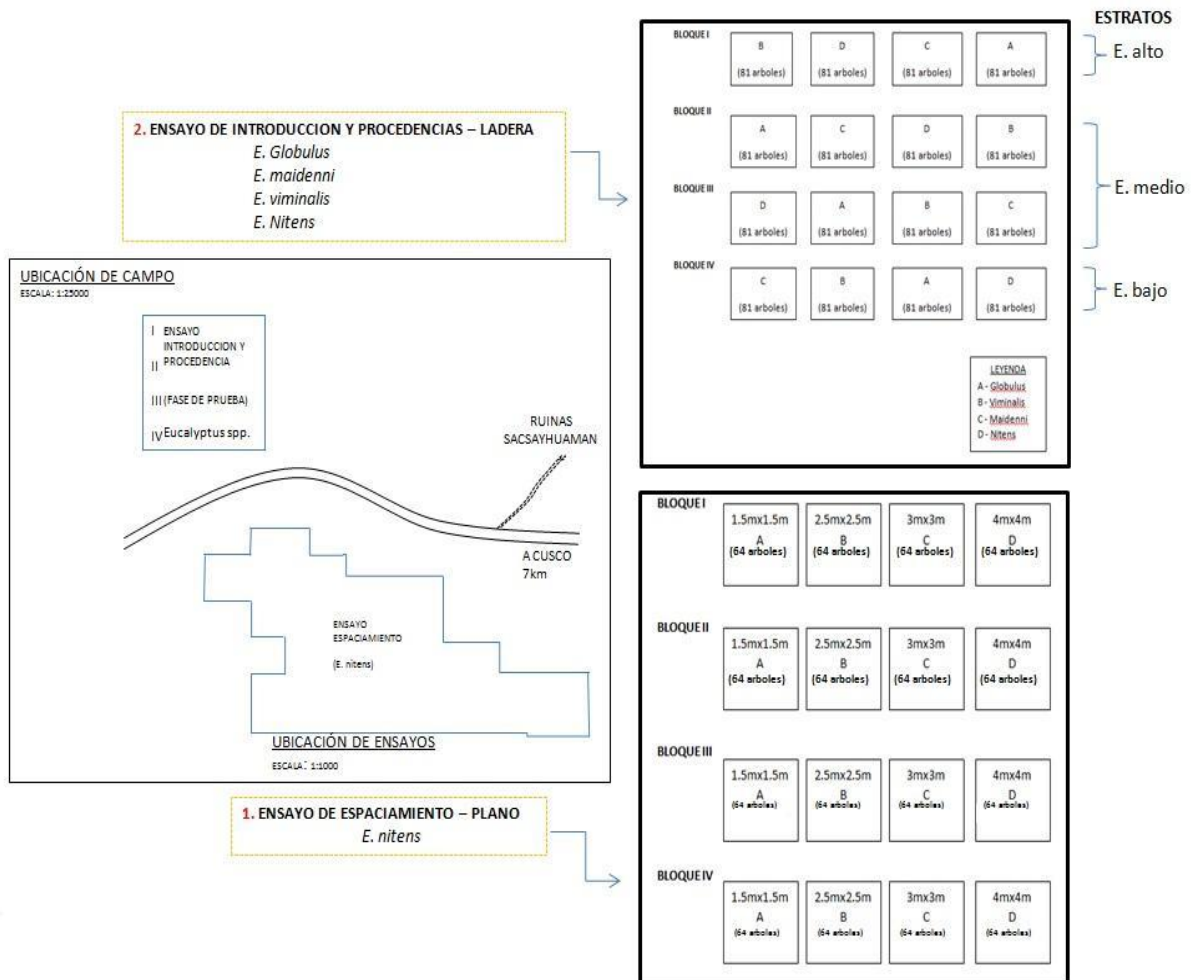 2. ENSAYO DE INTRODUCCION Y PROCEDENCIAS – LADERA
E. Globulus
E. maidenni
E. viminalis
E. Nitens
UBICACIÓN DE CAMPO
ESCALA: 1:25000
I ENSAYO
INTRODUCCION Y
II PROCEDENCIA
III (FASE DE PRUEBA)
IV Eucalyptus spp.
RUINAS
SACSAYHUAMAN
A CUSCO
7km
ENSAYO
ESPACIAMIENTO
(E. nitens)
UBICACIÓN DE ENSAYOS
ESCALA: 1:1000
1. ENSAYO DE ESPACIAMIENTO – PLANO
E. nitens
ESTRATOS
BLOQUE I
B D C A
(81 arboles) (81 arboles) (81 arboles) (81 arboles)
E. alto
BLOQUE II
A C D B
(81 arboles) (81 arboles) (81 arboles) (81 arboles)
E. medio
BLOQUE III
D A B C
(81 arboles) (81 arboles) (81 arboles) (81 arboles)
BLOQUE IV
C B A D
(81 arboles) (81 arboles) (81 arboles) (81 arboles)
E. bajo
LEYENDA
A - Globulus
B - Viminalis
C - Maidenni
D - Nitens
BLOQUE I
1.5mx1.5m 2.5mx2.5m 3mx3m 4mx4m
A B C D
(64 arboles) (64 arboles) (64 arboles) (64 arboles)
BLOQUE II
1.5mx1.5m 2.5mx2.5m 3mx3m 4mx4m
A B C D
(64 arboles) (64 arboles) (64 arboles) (64 arboles)
BLOQUE III
1.5mx1.5m 2.5mx2.5m 3mx3m 4mx4m
A B C D
(64 arboles) (64 arboles) (64 arboles) (64 arboles)
BLOQUE IV
1.5mx1.5m 2.5mx2.5m 3mx3m 4mx4m
A B C D
(64 arboles) (64 arboles) (64 arboles) (64 arboles)